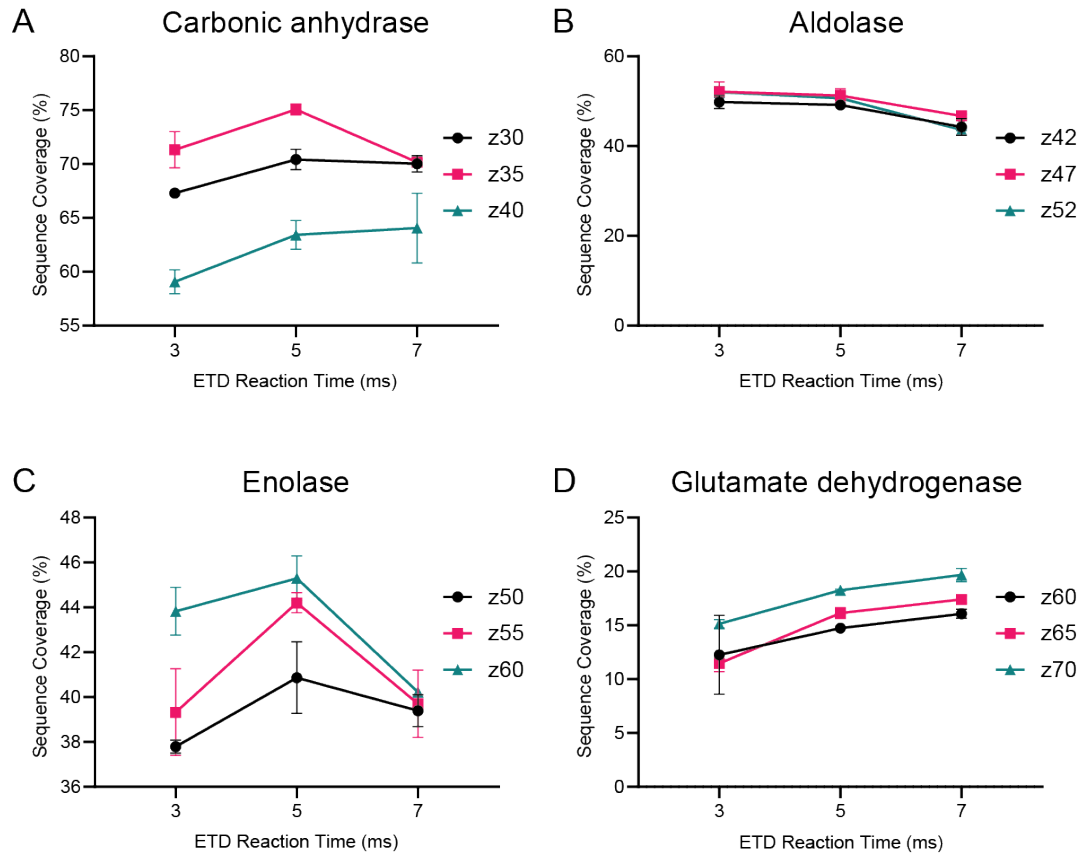 A
Carbonic anhydrase
80
75
70
65
60
55
Sequence Coverage (%)
3
5
7
ETD Reaction Time (ms)
z30
z35
z40
B
Aldolase
60
40
20
0
Sequence Coverage (%)
3
5
7
ETD Reaction Time (ms)
z42
z47
z52
C
Enolase
48
46
44
42
40
38
36
Sequence Coverage (%)
3
5
7
ETD Reaction Time (ms)
z50
z55
z60
D
Glutamate dehydrogenase
25
20
15
10
5
0
Sequence Coverage (%)
3
5
7
ETD Reaction Time (ms)
z60
z65
z70